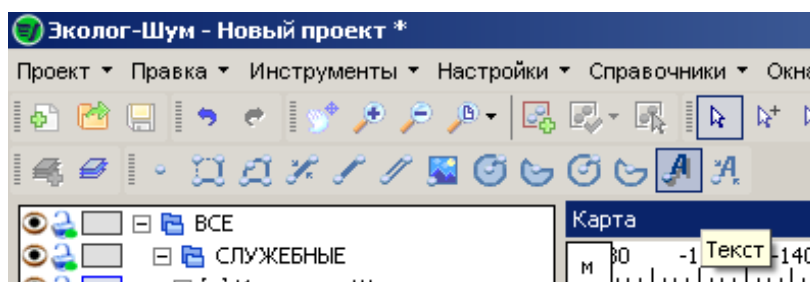 Эколог-Шум - Новый проект *
Проект Правка Инструменты Настройки Справочники
ВСЕ
Карта
СЛУЖЕБНЫЕ
Текст
м